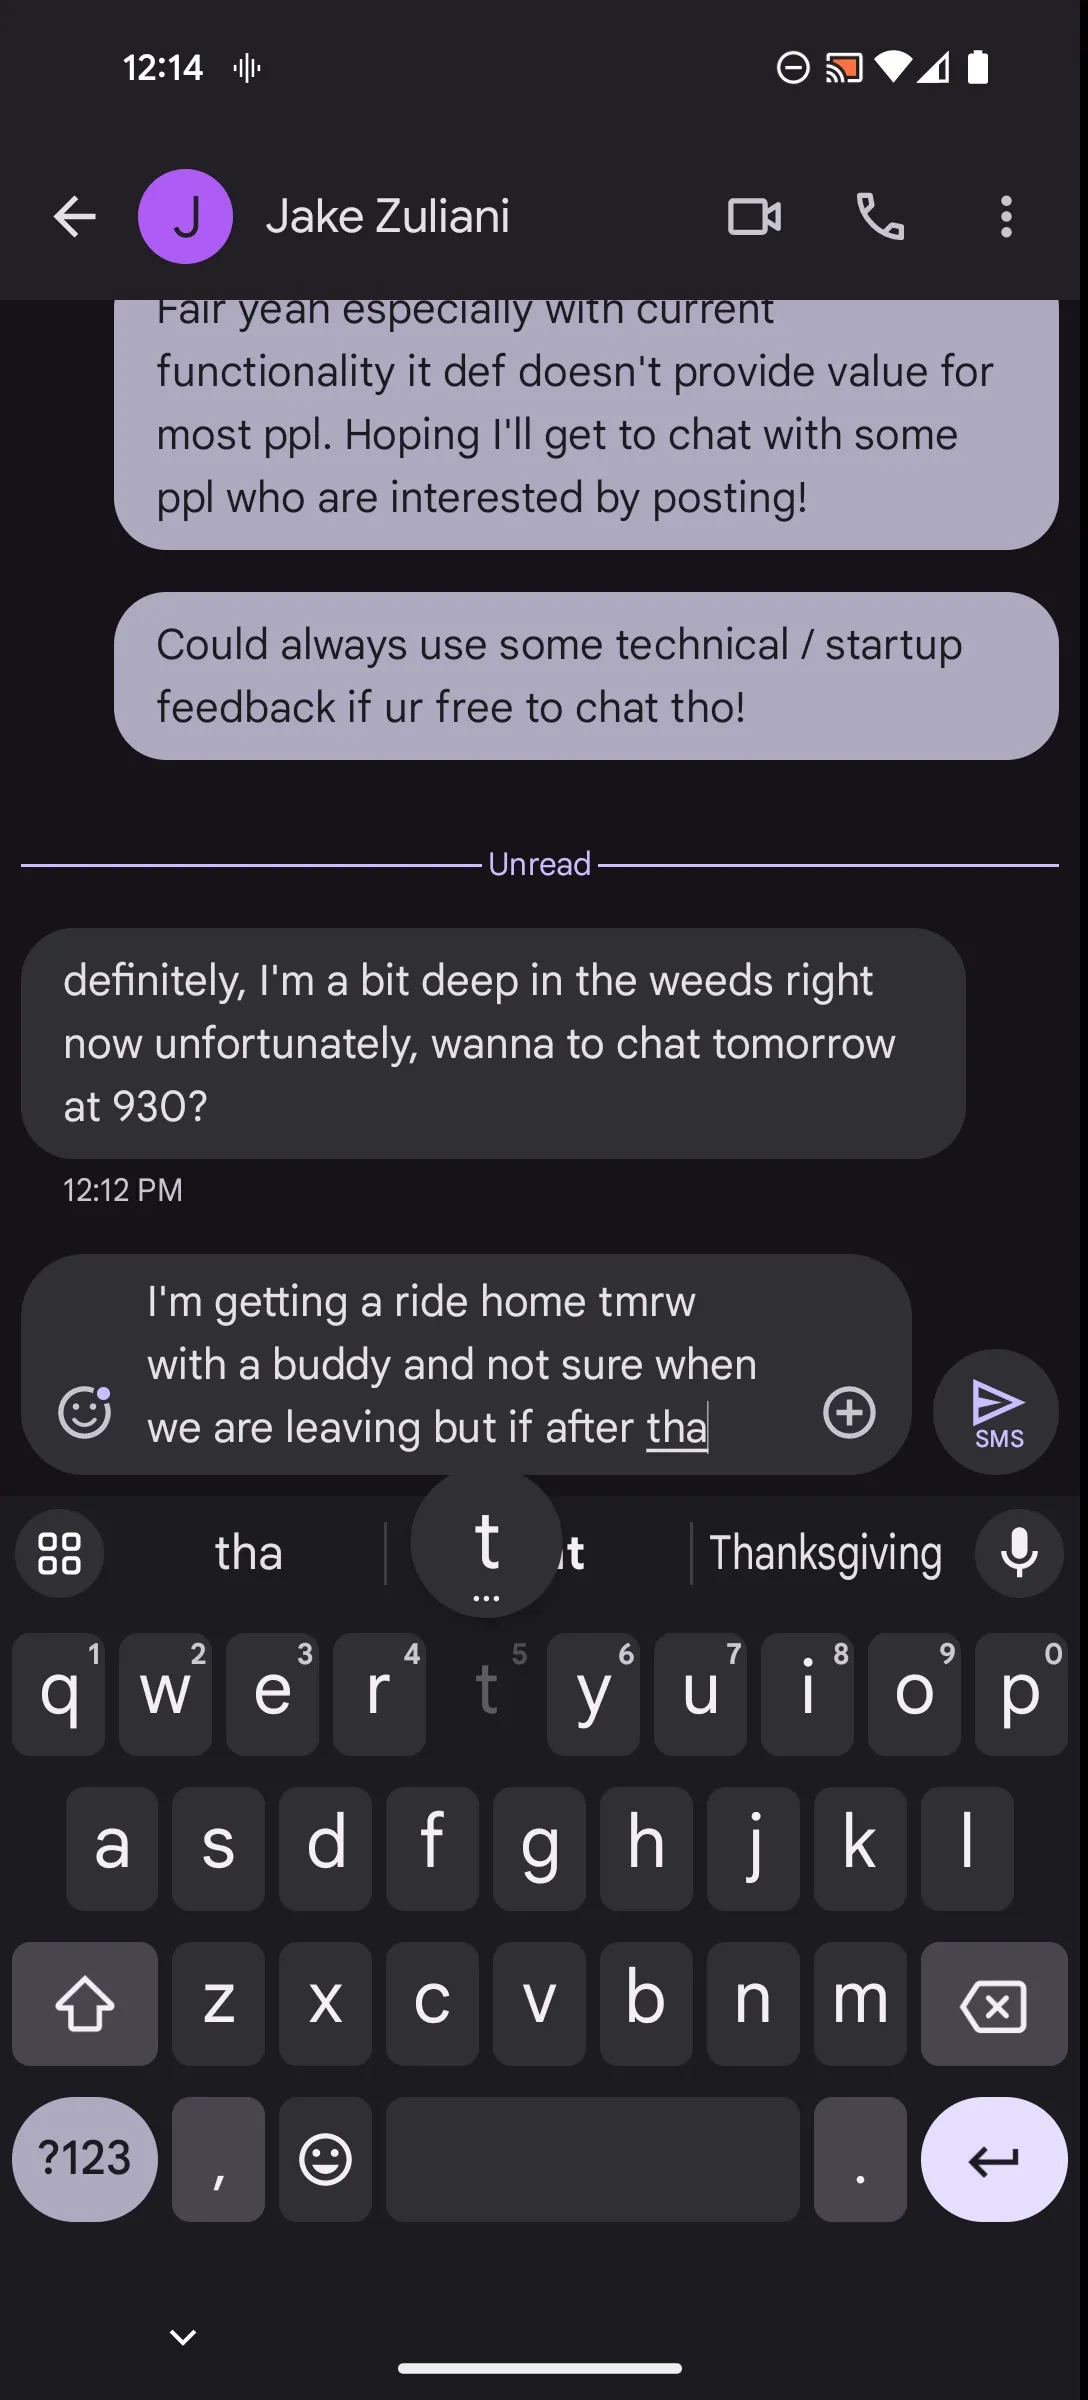 12:14
J Jake Zuliani
Fair yeah especially with current
functionality it def doesn't provide value for
most ppl. Hoping I'll get to chat with some
ppl who are interested by posting!
Could always use some technical / startup
feedback if ur free to chat tho!
Unread
definitely, I'm a bit deep in the weeds right
now unfortunately, wanna to chat tomorrow
at 930?
12:12 PM
I'm getting a ride home tmrw
with a buddy and not sure when
we are leaving but if after tha
SMS
tha t Thanksgiving
...
1 2 3 4 5 6 7 8 9 0
q w e r t y u i o p
a s d f g h j k l
z x c v b n m
?123 , .